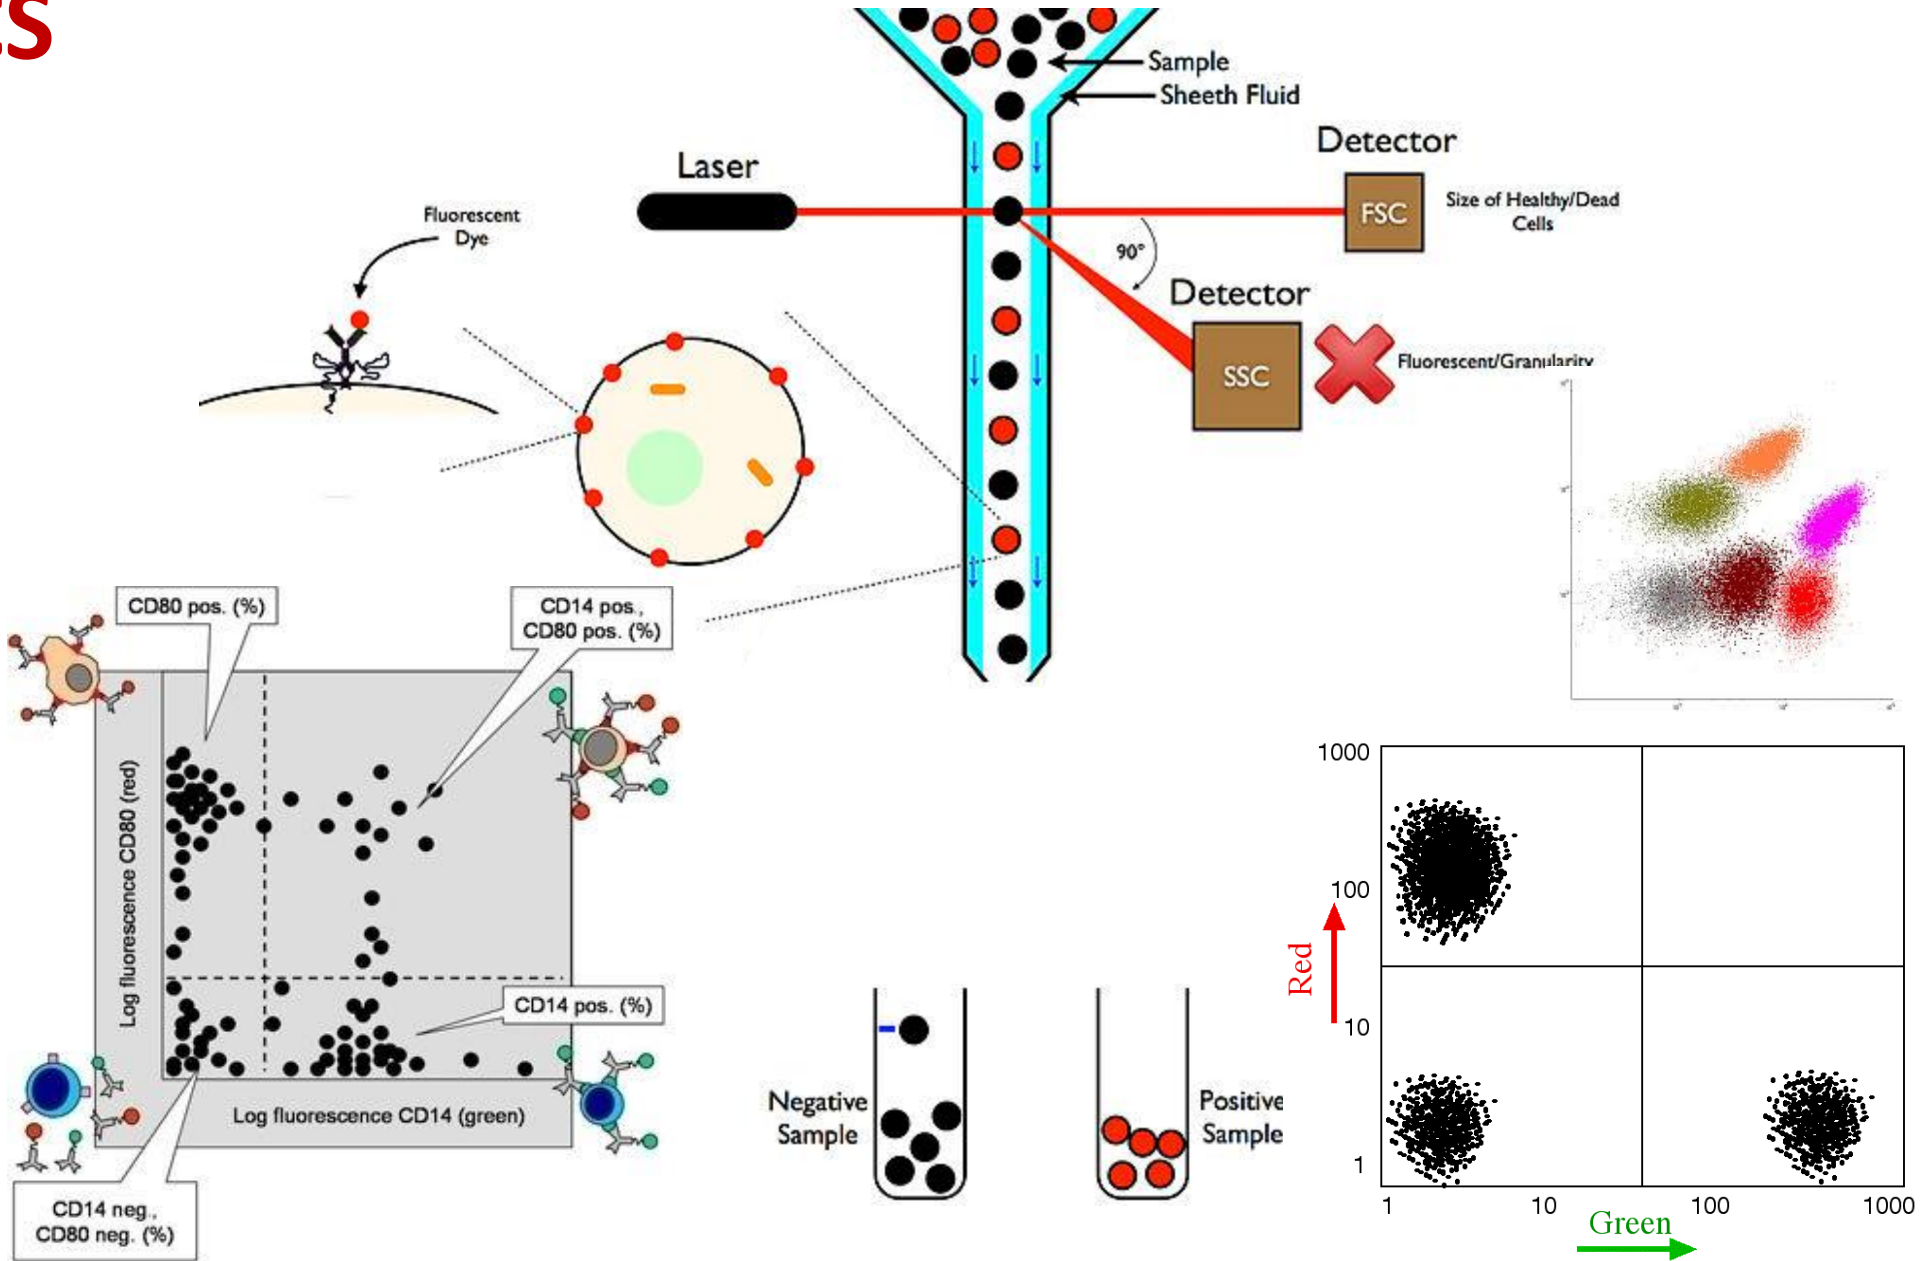 ts
Sample
Sheeth Fluid
Detector
Laser
FSC
Size of Healthy/Dead
Cells
Fluorescent
Dye
90°
Detector
SSC
Fluorescent/Granularity
CD80 pos. (%)
CD14 pos.,
CD80 pos. (%)
Log fluorescence CD80 (red)
CD14 pos. (%)
Log fluorescence CD14 (green)
CD14 neg.,
CD80 neg. (%)
Negative
Sample
Positive
Sample
1000
100
Red
10
1
1 10 100 1000
Green